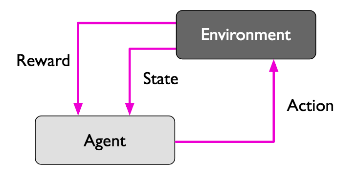 Environment
Reward
State
Action
Agent